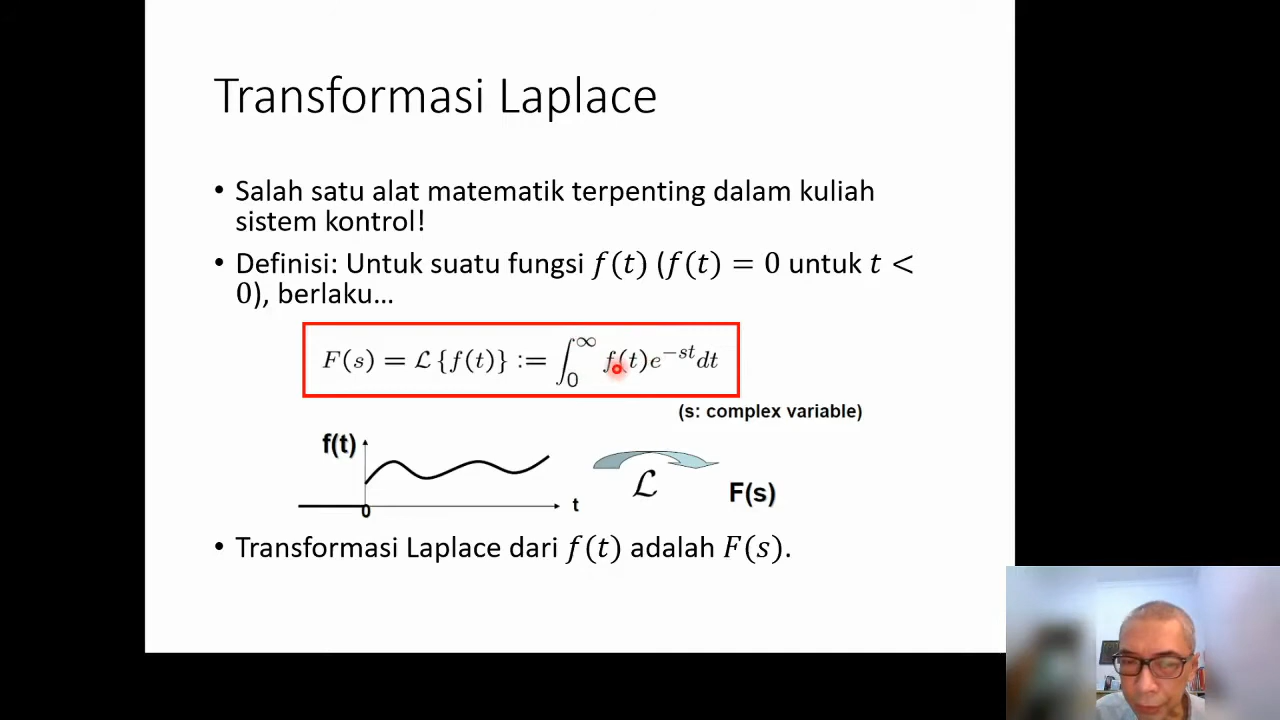 Transformasi Laplace
• Salah satu alat matematik terpenting dalam kuliah
sistem kontrol!
• Definisi: Untuk suatu fungsi f(t) (f(t) = 0 untuk t <
0), berlaku…
F(s) = ℒ{f(t)} := ∫₀^∞ f(t)e^{−st}dt
(s: complex variable)
f(t)
0
t
ℒ
F(s)
• Transformasi Laplace dari f(t) adalah F(s).